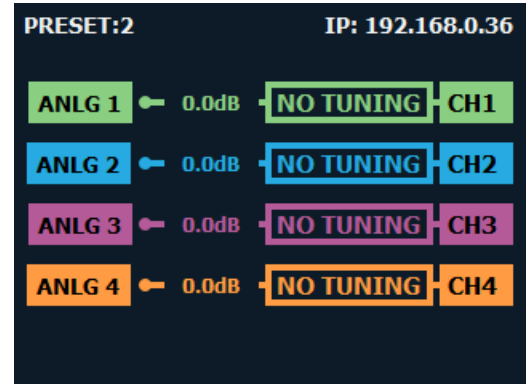 PRESET:2 IP: 192.168.0.36
ANLG 1 0.0dB NO TUNING CH1
ANLG 2 0.0dB NO TUNING CH2
ANLG 3 0.0dB NO TUNING CH3
ANLG 4 0.0dB NO TUNING CH4